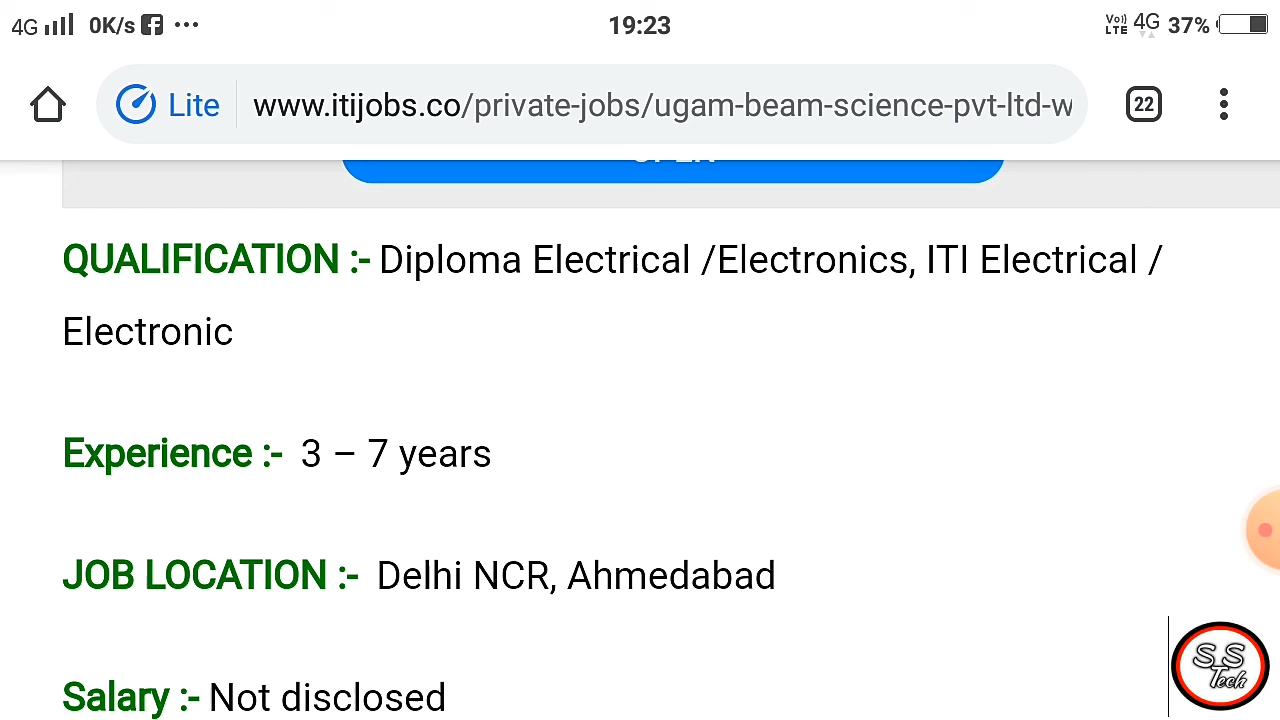 4G 0K/s ... 19:23 Vo)) LTE 4G 37%
Lite www.itijobs.co/private-jobs/ugam-beam-science-pvt-ltd-w 22
QUALIFICATION :- Diploma Electrical /Electronics, ITI Electrical /
Electronic
Experience :- 3 – 7 years
JOB LOCATION :- Delhi NCR, Ahmedabad
Salary :- Not disclosed
S S
Tech